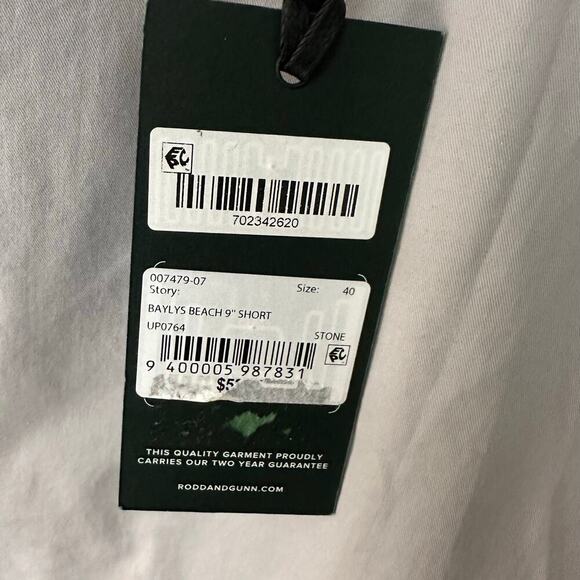 702342620
007479-07
Story:
Size: 40
BAYLYS BEACH 9" SHORT
UP0764
STONE
9 400005 987831
THIS QUALITY GARMENT PROUDLY
CARRIES OUR TWO YEAR GUARANTEE
RODDANDGUNN.COM